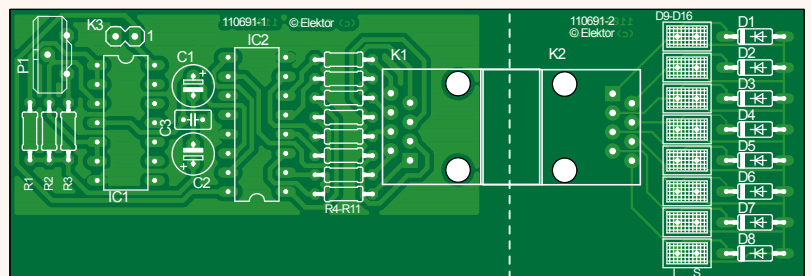 110691-1 © Elektor
110691-2
© Elektor
D9-D16
K3
1
P1
C1
IC2
K1
K2
C3
C2
R1
R2
R3
IC1
R4-R11
D1
D2
D3
D4
D5
D6
D7
D8
L S